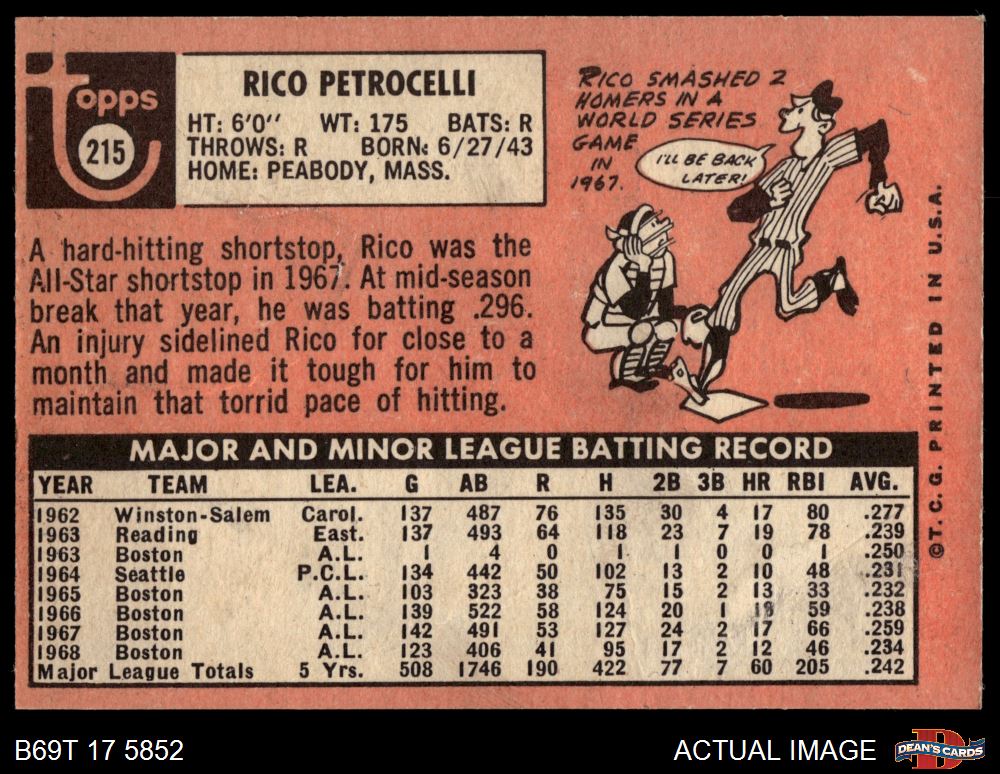 Topps
215
RICO PETROCELLI
HT: 6'0" WT: 175 BATS: R
THROWS: R BORN: 6/27/43
HOME: PEABODY, MASS.
RICO SMASHED 2
HOMERS IN A
WORLD SERIES
GAME
IN
1967.
I'LL BE BACK
LATER!
A hard-hitting shortstop, Rico was the
All-Star shortstop in 1967. At mid-season
break that year, he was batting .296.
An injury sidelined Rico for close to a
month and made it tough for him to
maintain that torrid pace of hitting.
MAJOR AND MINOR LEAGUE BATTING RECORD
YEAR TEAM LEA. G AB R H 2B 3B HR RBI AVG.
1962 Winston-Salem Carol. 137 487 76 135 30 4 17 80 .277
1963 Reading East. 137 493 64 118 23 7 19 78 .239
1963 Boston A.L. 1 4 0 1 1 0 0 1 .250
1964 Seattle P.C.L. 134 442 50 102 13 2 10 48 .231
1965 Boston A.L. 103 323 38 75 15 2 13 33 .232
1966 Boston A.L. 139 522 58 124 20 1 18 59 .238
1967 Boston A.L. 142 491 53 127 24 2 17 66 .259
1968 Boston A.L. 123 406 41 95 17 2 12 46 .234
Major League Totals 5 Yrs. 508 1746 190 422 77 7 60 205 .242
©T.C.G. PRINTED IN U.S.A.
B69T 17 5852
ACTUAL IMAGE
DEAN'S CARDS